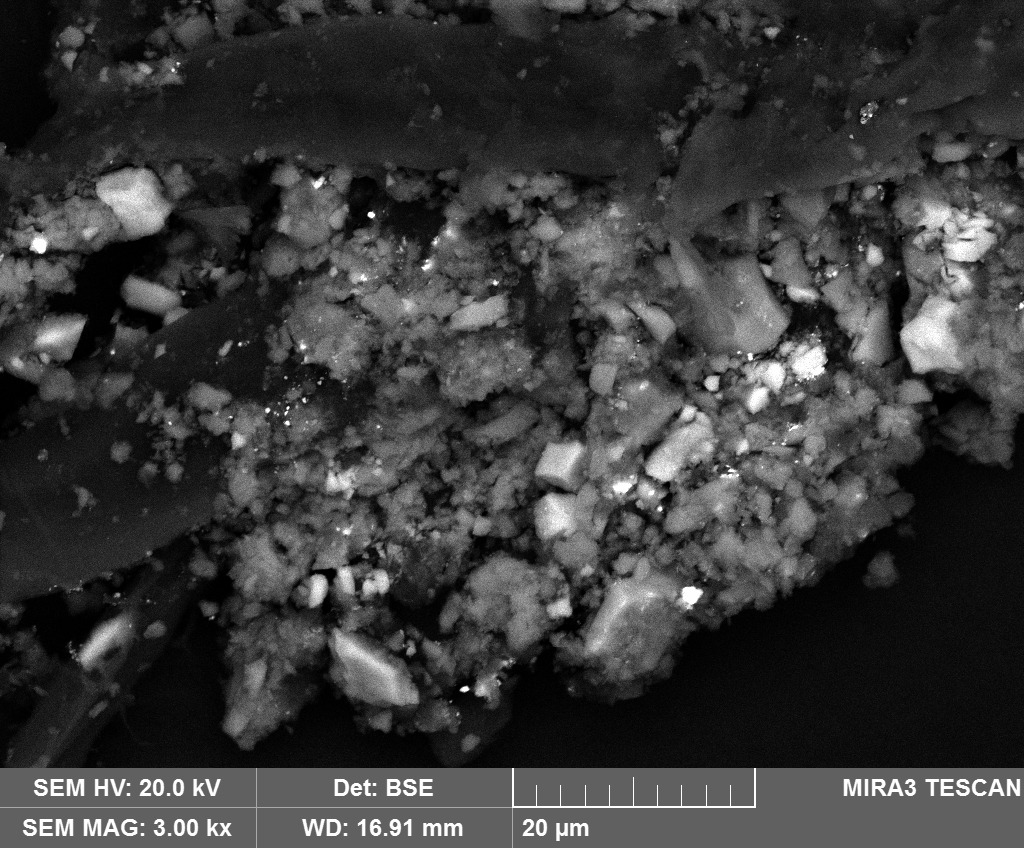 SEM HV: 20.0 kV
Det: BSE
MIRA3 TESCAN
SEM MAG: 3.00 kx
WD: 16.91 mm
20 µm